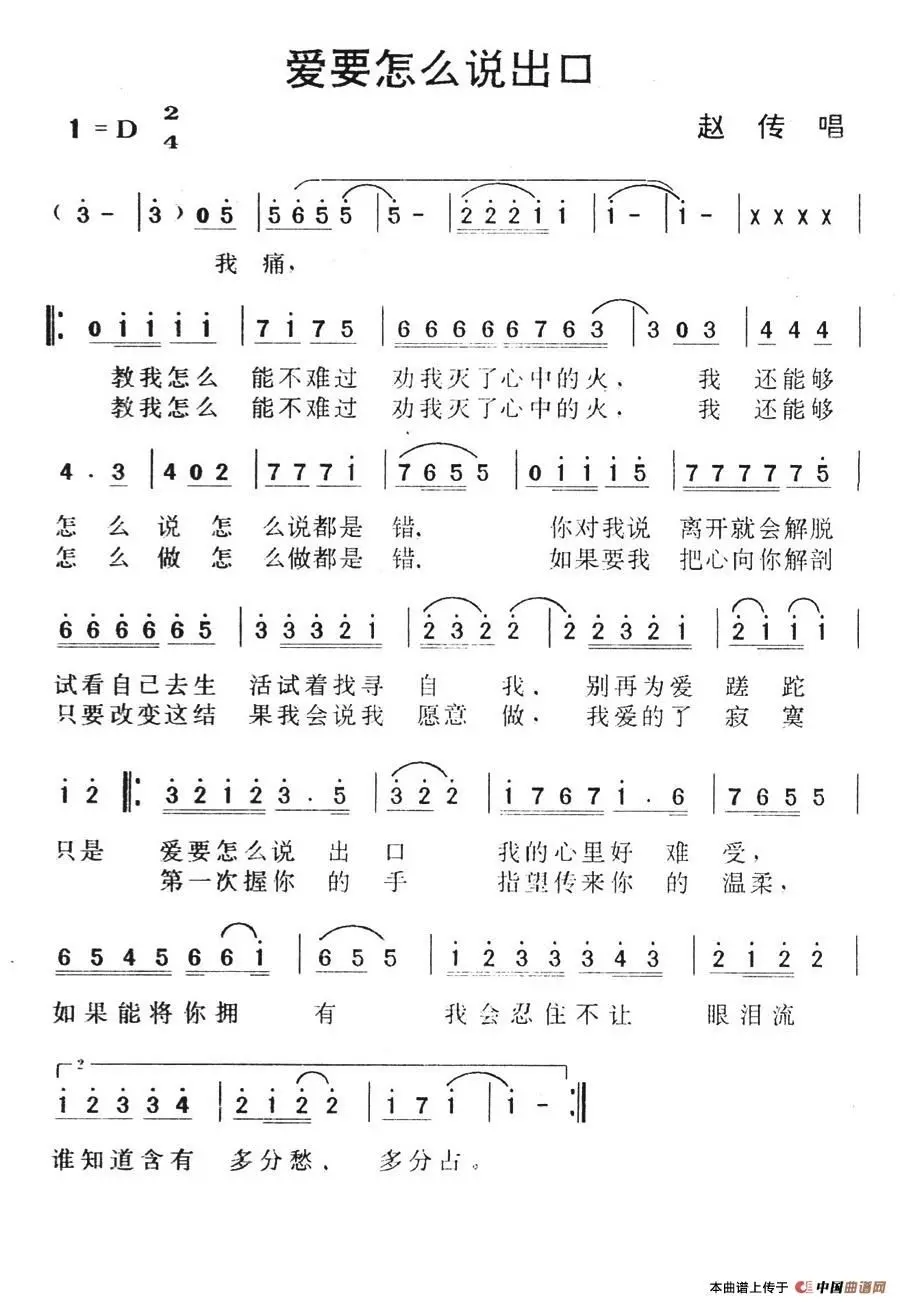 爱要怎么说出口
1=D 2/4 赵传唱
(3 - | 3) 0 5 | 5 6 5 5 5 | 5 - | 2 2 2 1 1 | 1 - | 1 - | X X X X |
我痛,
0 1 1 1 1 | 7 1 7 5 | 6 6 6 6 6 7 6 3 | 3 0 3 | 4 4 4 |
教我怎么 能不难过 劝我灭了心中的火, 我 还能够
教我怎么 能不难过 劝我灭了心中的火, 我 还能够
4 . 3 | 4 0 2 | 7 7 7 1 | 7 6 5 5 | 0 1 1 1 5 | 7 7 7 7 7 7 5 |
怎么 说怎 么说都是 错, 你对我说 离开就会解脱
怎么 做怎 么做都是 错, 如果要我 把心向你解剖
6 6 6 6 6 6 5 | 3 3 3 2 1 | 2 3 2 2 | 2 2 3 2 1 | 2 1 1 1 |
试看自己去生 活试着找寻 自 我, 别再为爱 蹉跎
只要改变这结 果我会说我 愿意 做, 我爱的了 寂寞
1 2 3 2 1 2 3 . 5 | 3 2 2 | 1 7 6 7 1 . 6 | 7 6 5 5 |
只是 爱要怎么说 出 口 我的心里好 难 受,
第一次握你 的 手 指望传来你 的 温柔,
6 5 4 5 6 6 1 | 6 5 5 | 1 2 3 3 3 3 4 3 | 2 1 2 2 |
如果能将你拥 有 我会忍住不让 眼泪流
2
1 2 3 3 4 | 2 1 2 2 | 1 7 1 | 1 -
谁知道含有 多分愁, 多分占。
本曲谱上传于 中国曲谱网